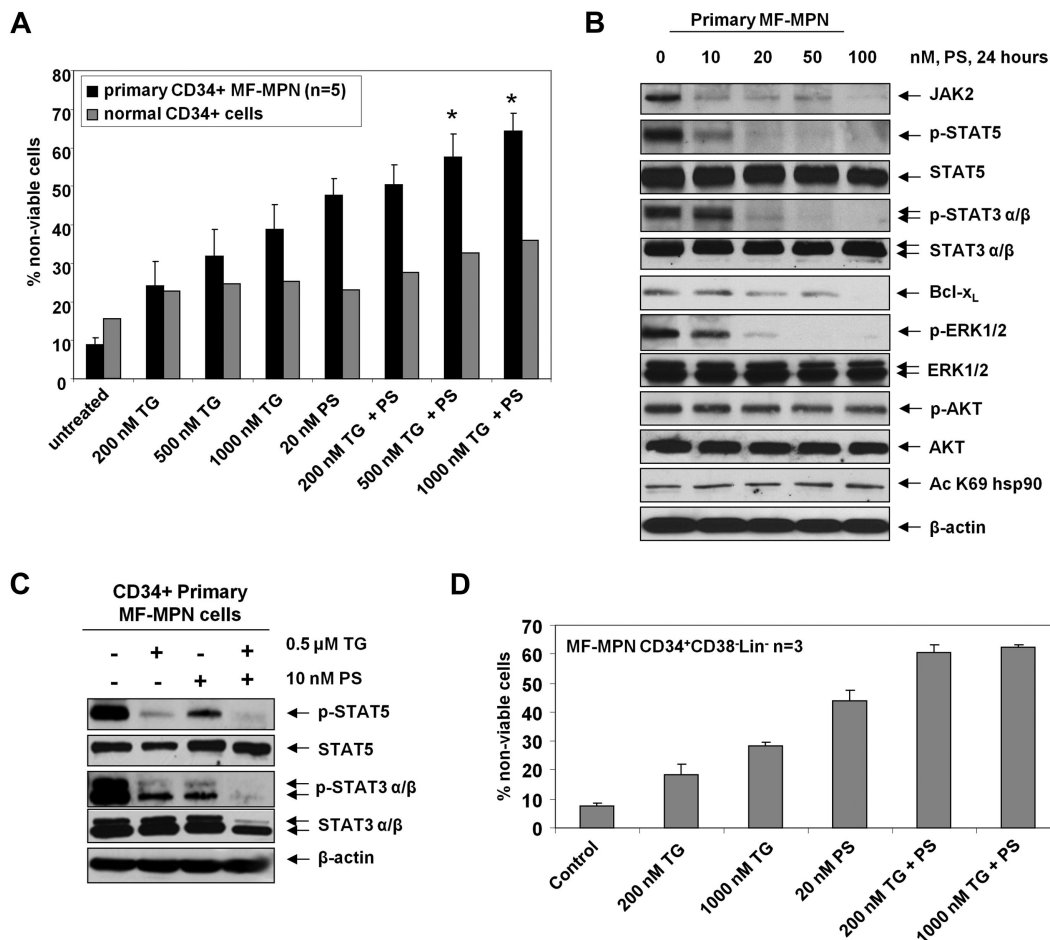 A
80
70
60
50
40
30
20
10
0
% non-viable cells
primary CD34+ MF-MPN (n=5)
normal CD34+ cells
*
*
untreated
200 nM TG
500 nM TG
1000 nM TG
20 nM PS
200 nM TG + PS
500 nM TG + PS
1000 nM TG + PS
B
Primary MF-MPN
0 10 20 50 100 nM, PS, 24 hours
JAK2
p-STAT5
STAT5
p-STAT3 α/β
STAT3 α/β
Bcl-xL
p-ERK1/2
ERK1/2
p-AKT
AKT
Ac K69 hsp90
β-actin
C
CD34+ Primary
MF-MPN cells
- + - + 0.5 µM TG
- - + + 10 nM PS
p-STAT5
STAT5
p-STAT3 α/β
STAT3 α/β
β-actin
D
70
60
50
40
30
20
10
0
% non-viable cells
MF-MPN CD34+CD38-Lin- n=3
Control
200 nM TG
1000 nM TG
20 nM PS
200 nM TG + PS
1000 nM TG + PS